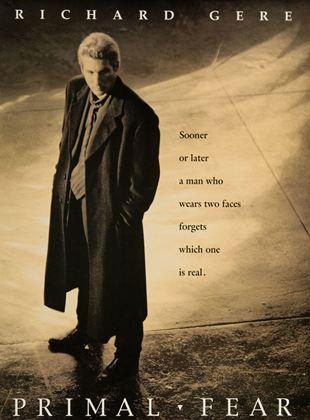 RICHARD GERE
Sooner
or later
a man who
wears two faces
forgets
which one
is real.
PRIMAL ▾ FEAR